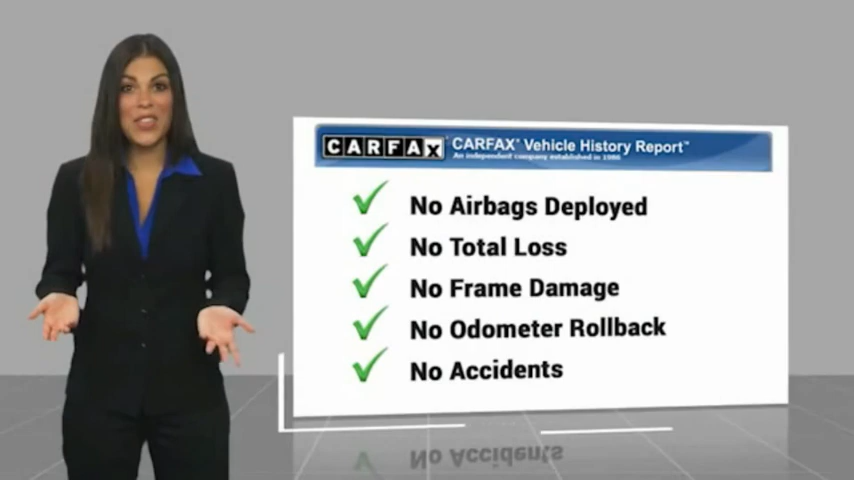 CARFAX CARFAX® Vehicle History Report™
An independent company established in 1986
No Airbags Deployed
No Total Loss
No Frame Damage
No Odometer Rollback
No Accidents
No Accidents